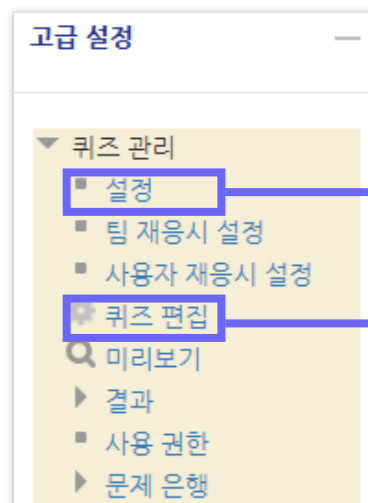 고급 설정
퀴즈 관리
설정
팀 재응시 설정
사용자 재응시 설정
퀴즈 편집
미리보기
결과
사용 권한
문제 은행